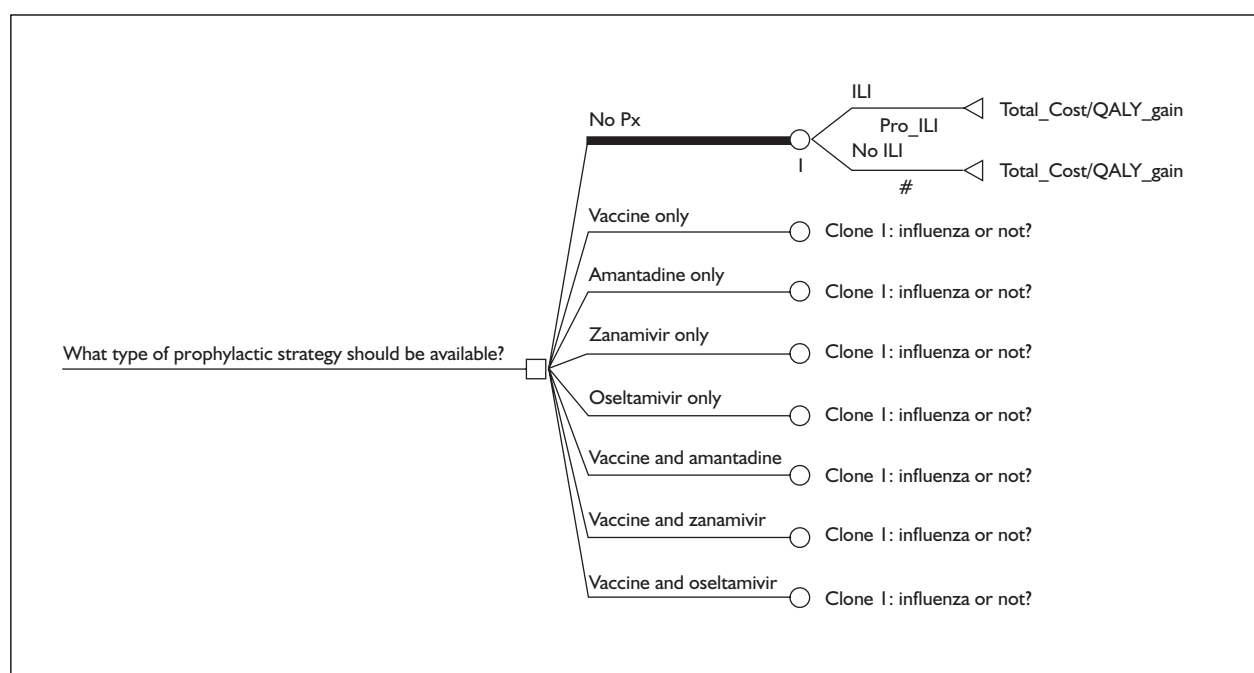 ILI
Total_Cost/QALY_gain
No Px
Pro_ILI
No ILI
I
Total_Cost/QALY_gain
#
Vaccine only
Clone 1: influenza or not?
Amantadine only
Clone 1: influenza or not?
Zanamivir only
Clone 1: influenza or not?
What type of prophylactic strategy should be available?
Oseltamivir only
Clone 1: influenza or not?
Vaccine and amantadine
Clone 1: influenza or not?
Vaccine and zanamivir
Clone 1: influenza or not?
Vaccine and oseltamivir
Clone 1: influenza or not?